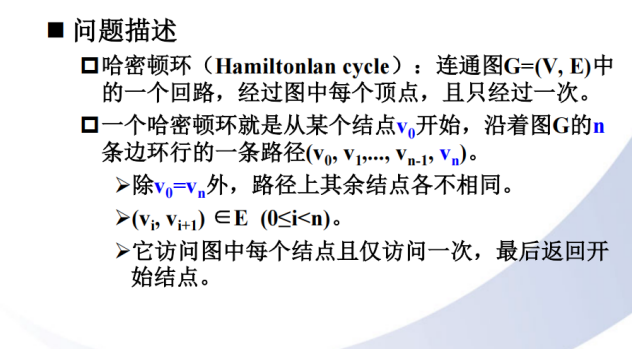 ■ 问题描述
哈密顿环（Hamiltonlan cycle）：连通图G=(V, E)中
的一个回路，经过图中每个顶点，且只经过一次。
一个哈密顿环就是从某个结点v₀开始，沿着图G的n
条边环行的一条路径(v₀, v₁,..., vₙ₋₁, vₙ)。
➢除v₀=vₙ外，路径上其余结点各不相同。
➢(vᵢ, vᵢ₊₁) ∈E (0≤i<n)。
➢它访问图中每个结点且仅访问一次，最后返回开
始结点。